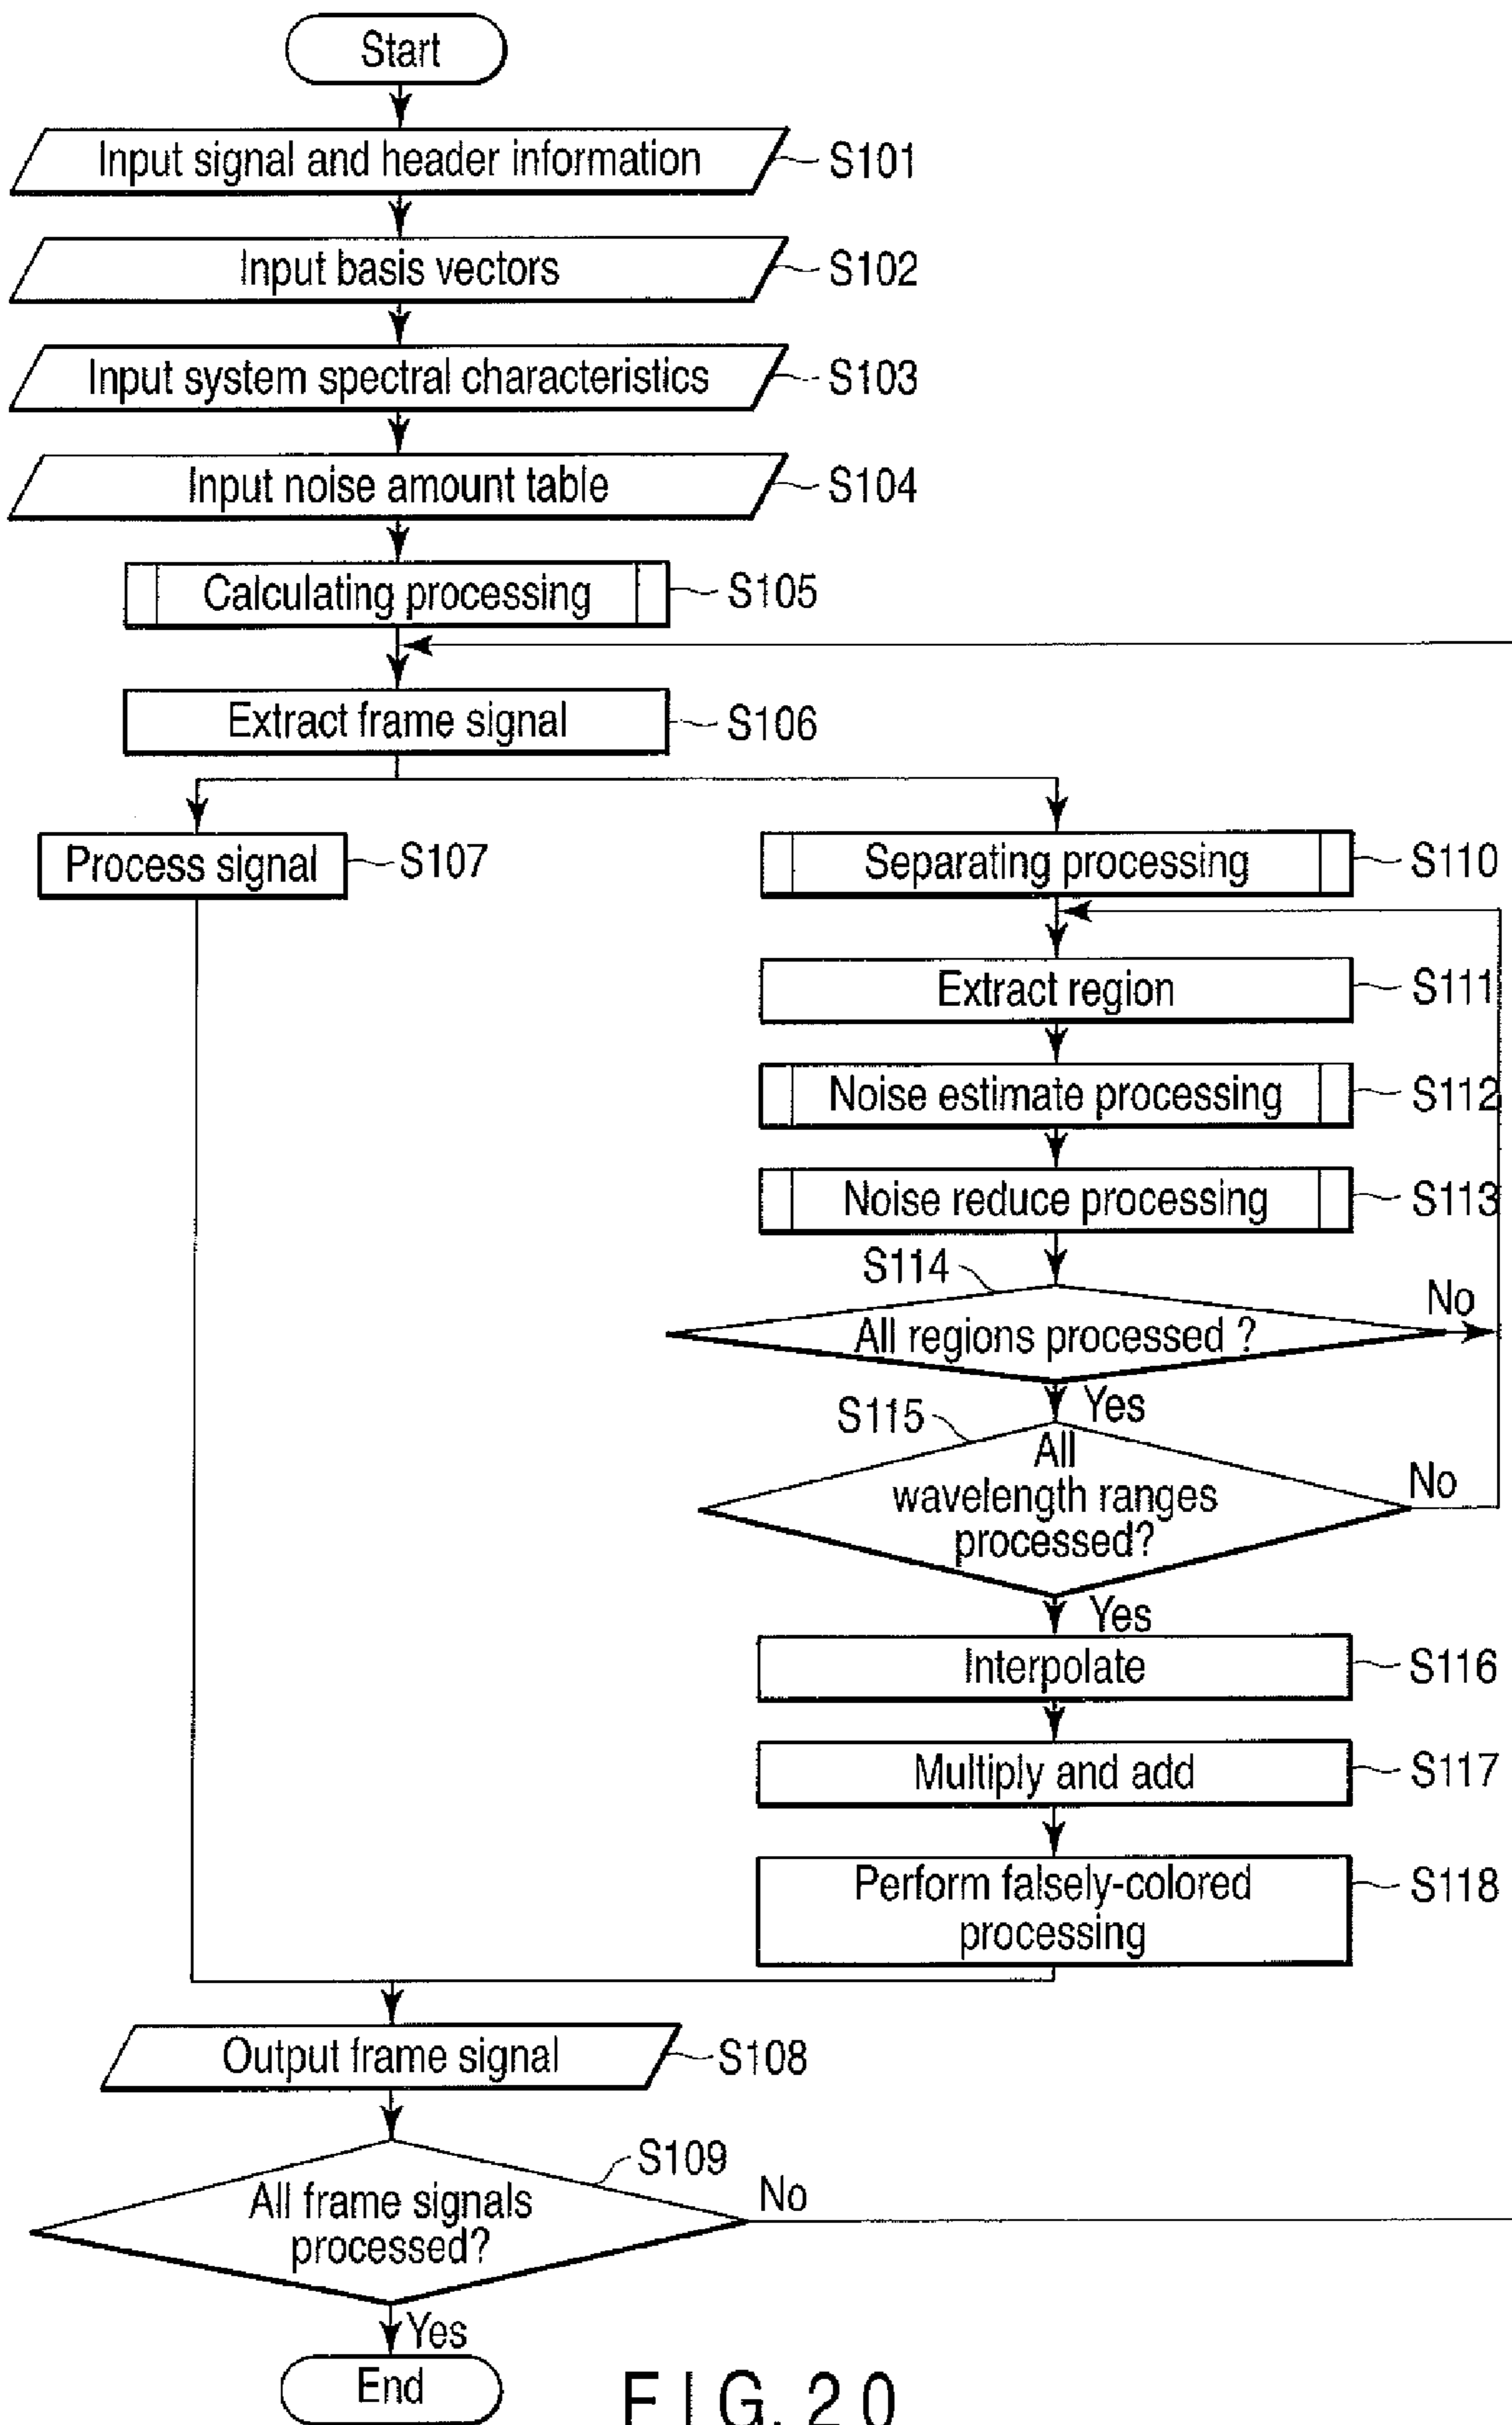 Start
Input signal and header information
S101
Input basis vectors
S102
Input system spectral characteristics
S103
Input noise amount table
S104
Calculating processing
S105
Extract frame signal
S106
Process signal
S107
Separating processing
S110
Extract region
S111
Noise estimate processing
S112
Noise reduce processing
S113
S114
All regions processed ?
No
Yes
S115
All
wavelength ranges
processed?
No
Yes
Interpolate
S116
Multiply and add
S117
Perform falsely-colored
processing
S118
Output frame signal
S108
S109
All frame signals
processed?
No
Yes
End
FIG. 20